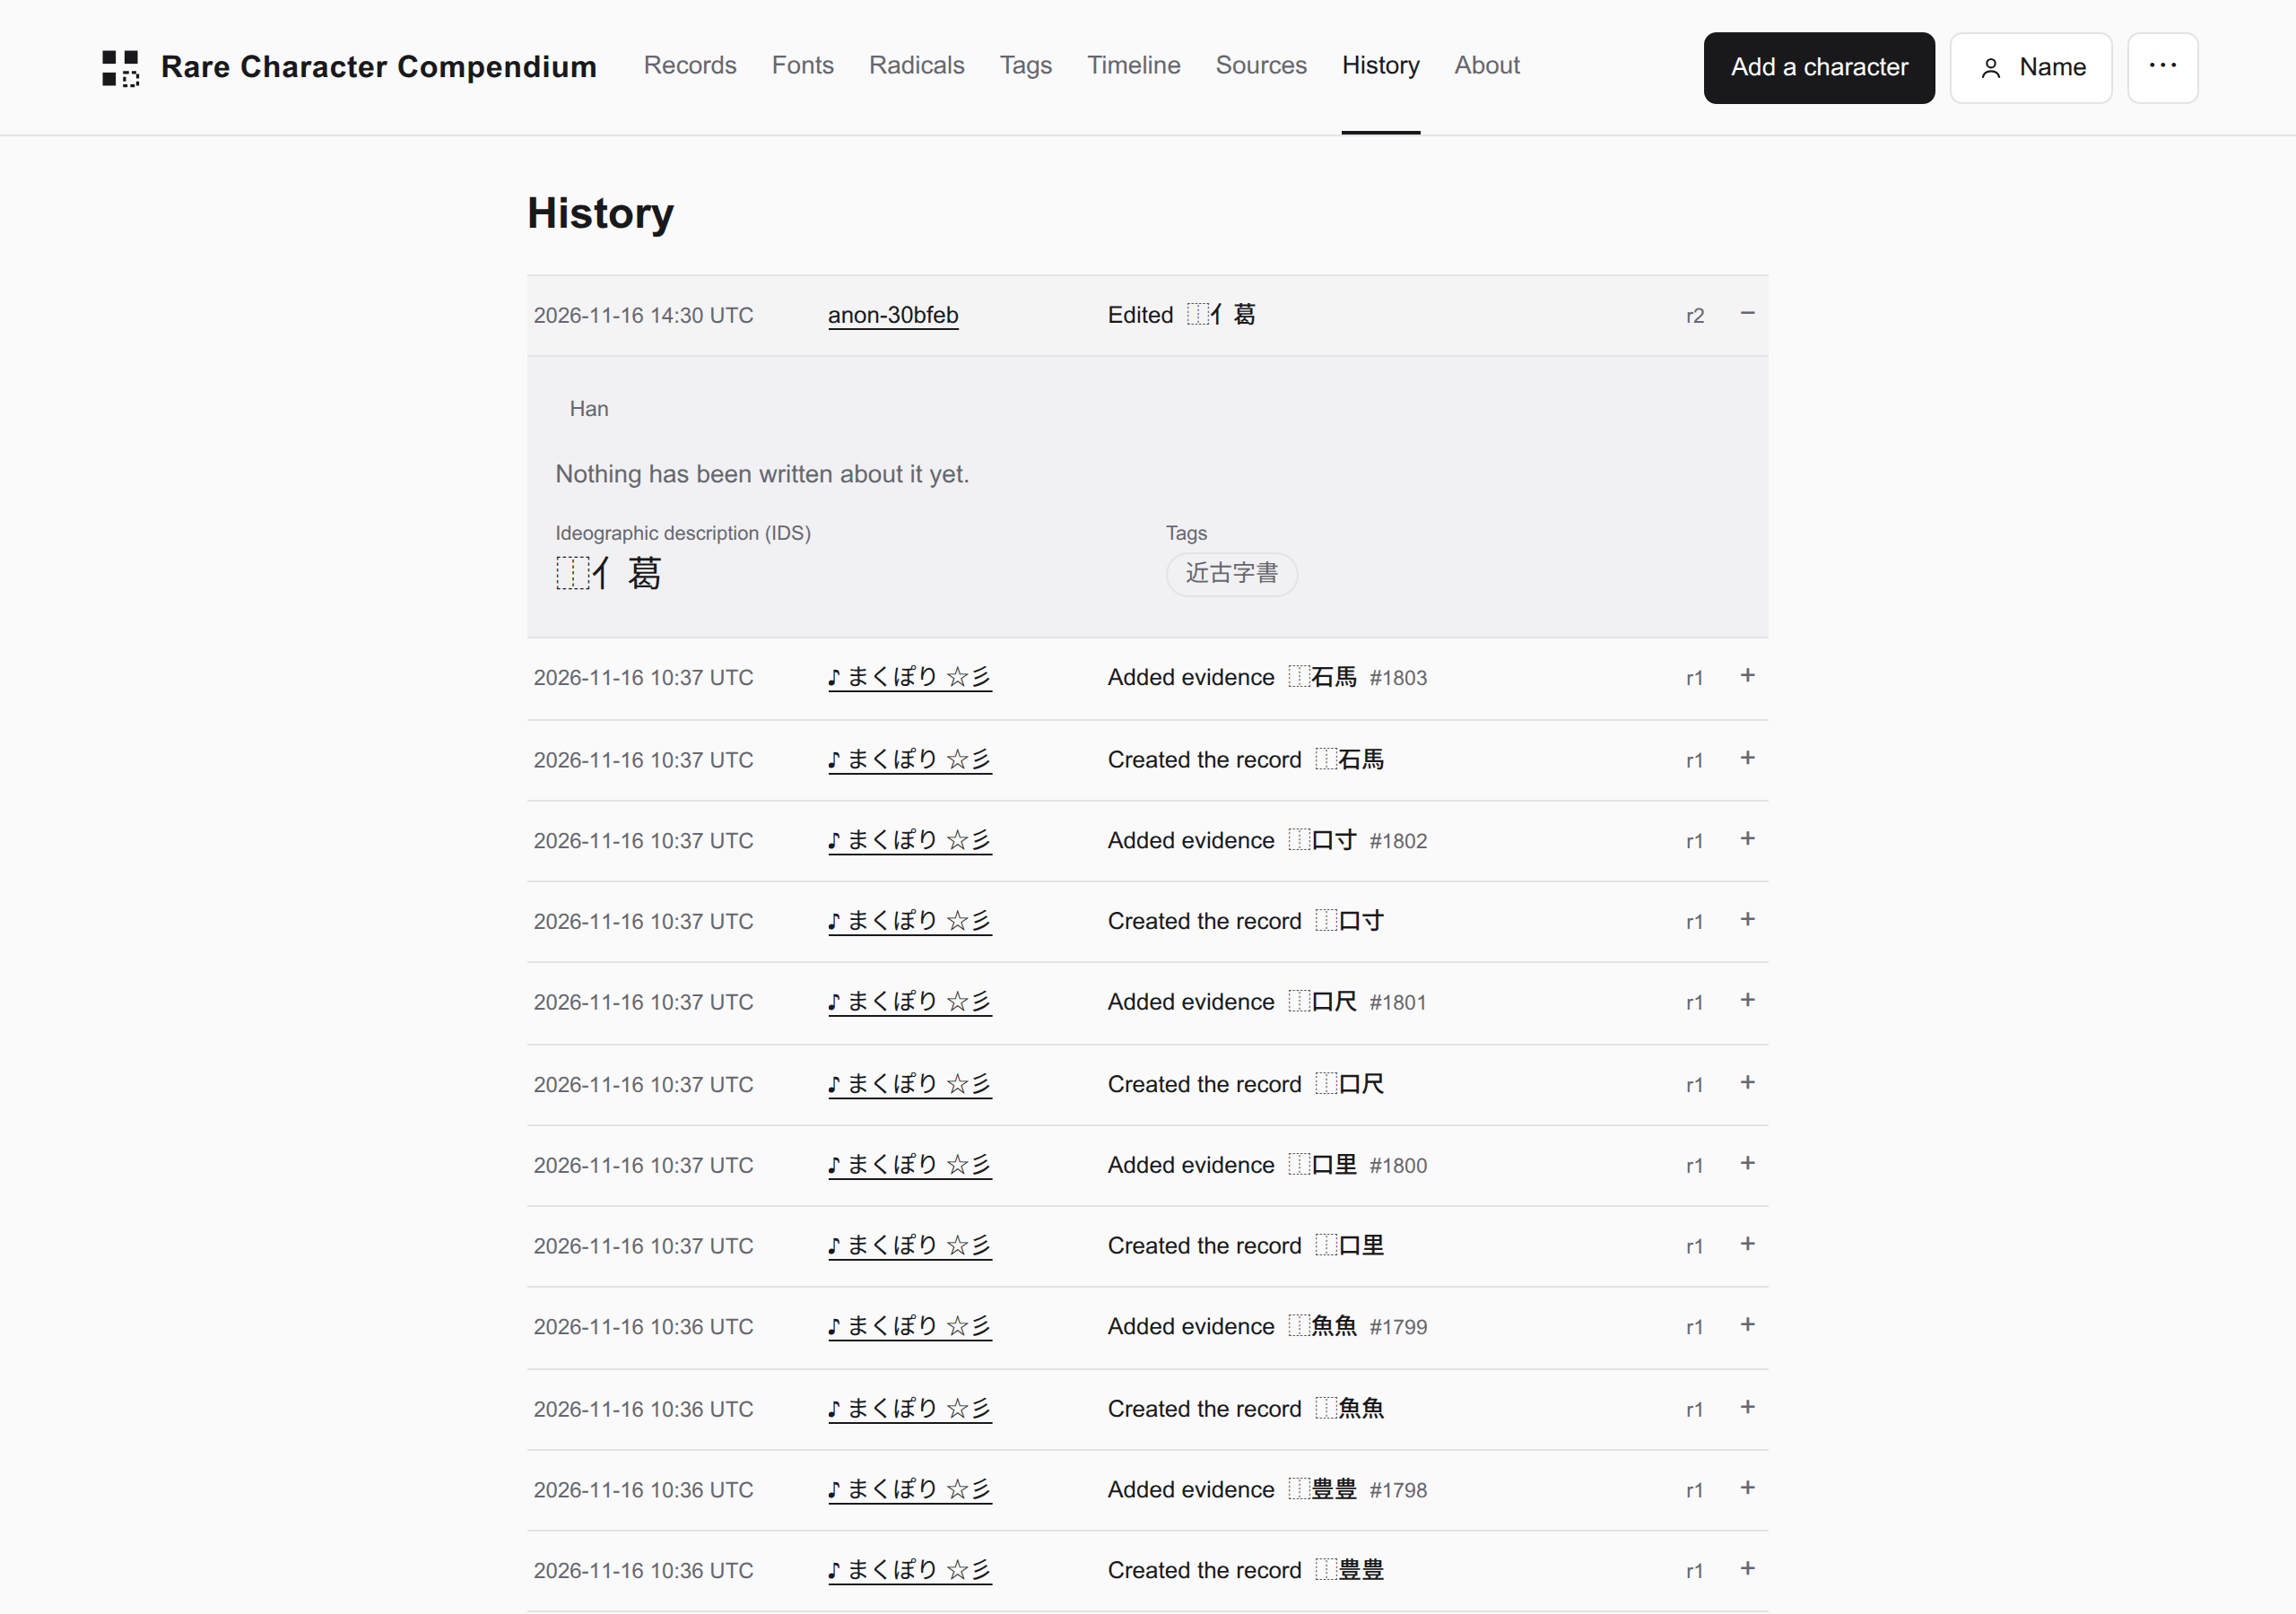 Rare Character Compendium Records Fonts Radicals Tags Timeline Sources History About Add a character Name ···
History
2026-11-16 14:30 UTC anon-30bfeb Edited ⿰亻葛 r2 −
Han
Nothing has been written about it yet.
Ideographic description (IDS) Tags
⿰亻葛 近古字書
2026-11-16 10:37 UTC ♪ まくぽり ☆彡 Added evidence ⿰石馬 #1803 r1 +
2026-11-16 10:37 UTC ♪ まくぽり ☆彡 Created the record ⿰石馬 r1 +
2026-11-16 10:37 UTC ♪ まくぽり ☆彡 Added evidence ⿰口寸 #1802 r1 +
2026-11-16 10:37 UTC ♪ まくぽり ☆彡 Created the record ⿰口寸 r1 +
2026-11-16 10:37 UTC ♪ まくぽり ☆彡 Added evidence ⿰口尺 #1801 r1 +
2026-11-16 10:37 UTC ♪ まくぽり ☆彡 Created the record ⿰口尺 r1 +
2026-11-16 10:37 UTC ♪ まくぽり ☆彡 Added evidence ⿰口里 #1800 r1 +
2026-11-16 10:37 UTC ♪ まくぽり ☆彡 Created the record ⿰口里 r1 +
2026-11-16 10:36 UTC ♪ まくぽり ☆彡 Added evidence ⿰魚魚 #1799 r1 +
2026-11-16 10:36 UTC ♪ まくぽり ☆彡 Created the record ⿰魚魚 r1 +
2026-11-16 10:36 UTC ♪ まくぽり ☆彡 Added evidence ⿰豊豊 #1798 r1 +
2026-11-16 10:36 UTC ♪ まくぽり ☆彡 Created the record ⿰豊豊 r1 +